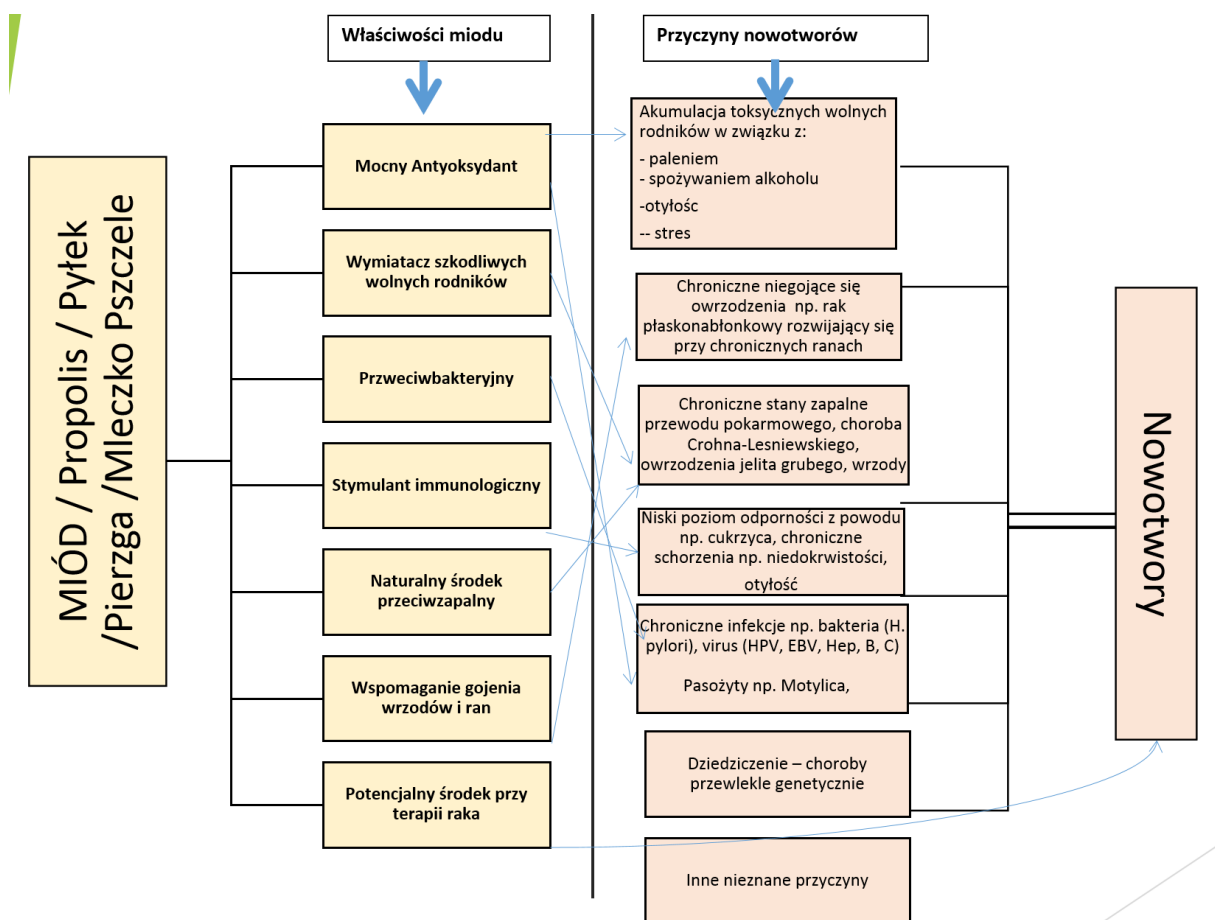 Właściwości miodu
Przyczyny nowotworów
MIÓD / Propolis / Pyłek
/Pierzga /Mleczko Pszczele
Mocny Antyoksydant
Wymiatacz szkodliwych
wolnych rodników
Przweciwbakteryjny
Stymulant immunologiczny
Naturalny środek
przeciwzapalny
Wspomaganie gojenia
wrzodów i ran
Potencjalny środek przy
terapii raka
Akumulacja toksycznych wolnych
rodników w związku z:
- paleniem
- spożywaniem alkoholu
-otyłośc
-- stres
Chroniczne niegojące się
owrzodzenia np. rak
płaskonabłonkowy rozwijający się
przy chronicznych ranach
Chroniczne stany zapalne
przewodu pokarmowego, choroba
Crohna-Lesniewskiego,
owrzodzenia jelita grubego, wrzody
Niski poziom odporności z powodu
np. cukrzyca, chroniczne
schorzenia np. niedokrwistości,
otyłość
Chroniczne infekcje np. bakteria (H.
pylori), virus (HPV, EBV, Hep, B, C)
Pasożyty np. Motylica,
Dziedziczenie – choroby
przewlekle genetycznie
Inne nieznane przyczyny
Nowotwory